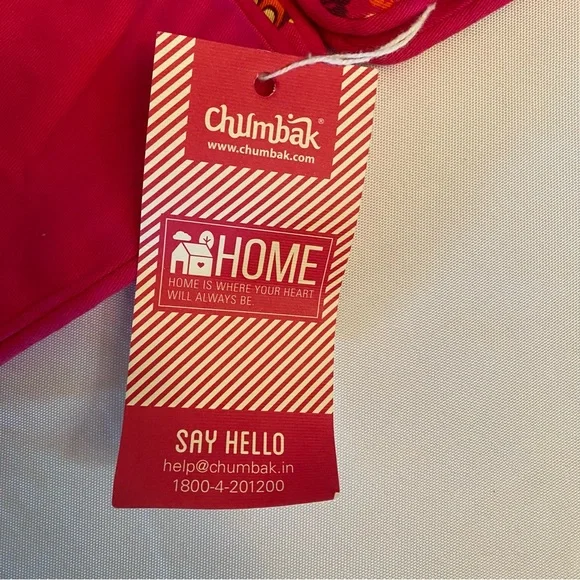 chumbak®
www.chumbak.com
HOME
HOME IS WHERE YOUR HEART
WILL ALWAYS BE.
SAY HELLO
help@chumbak.in
1800-4-201200